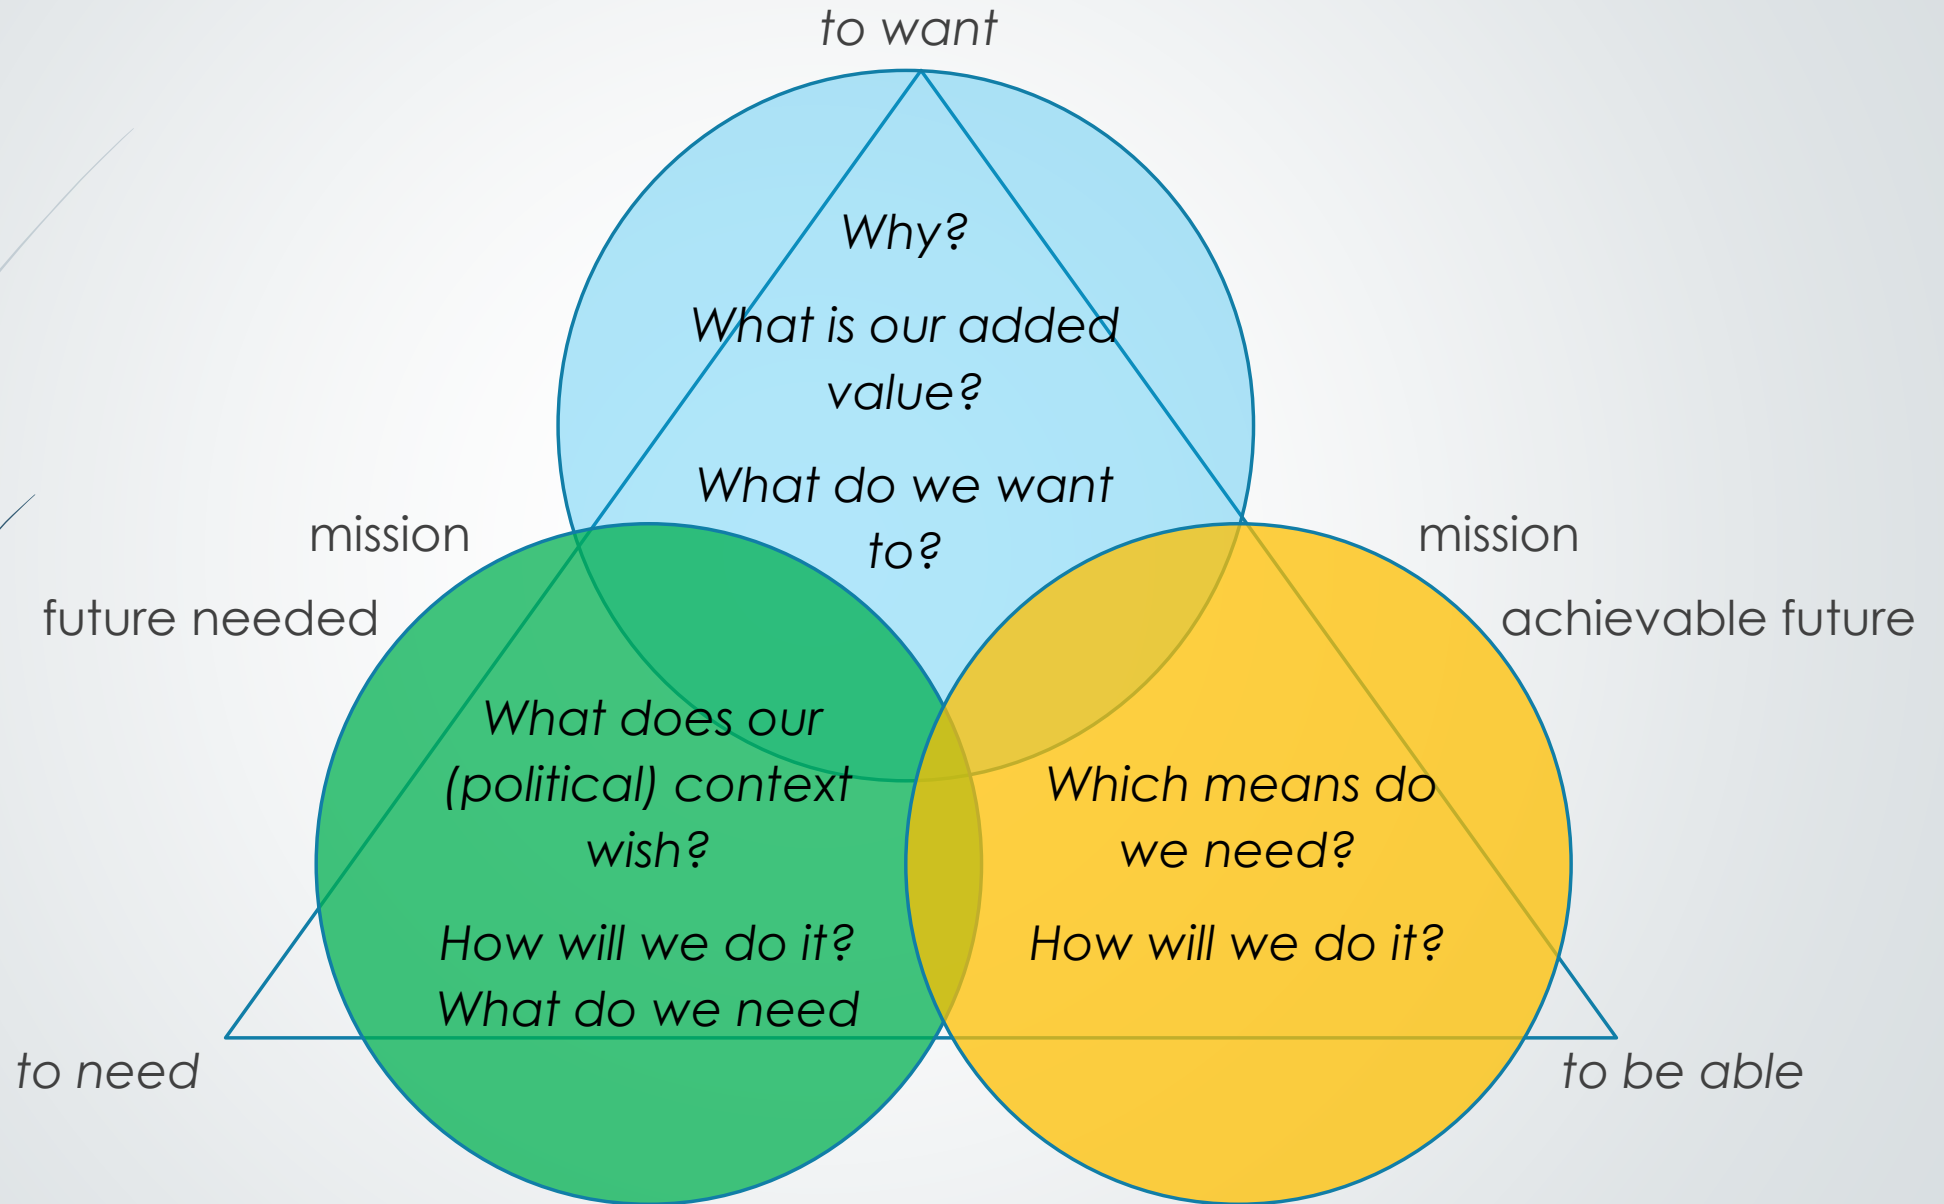 to want
Why?
What is our added
value?
What do we want
to?
mission
future needed
mission
achievable future
What does our
(political) context
wish?
How will we do it?
What do we need
Which means do
we need?
How will we do it?
to need
to be able